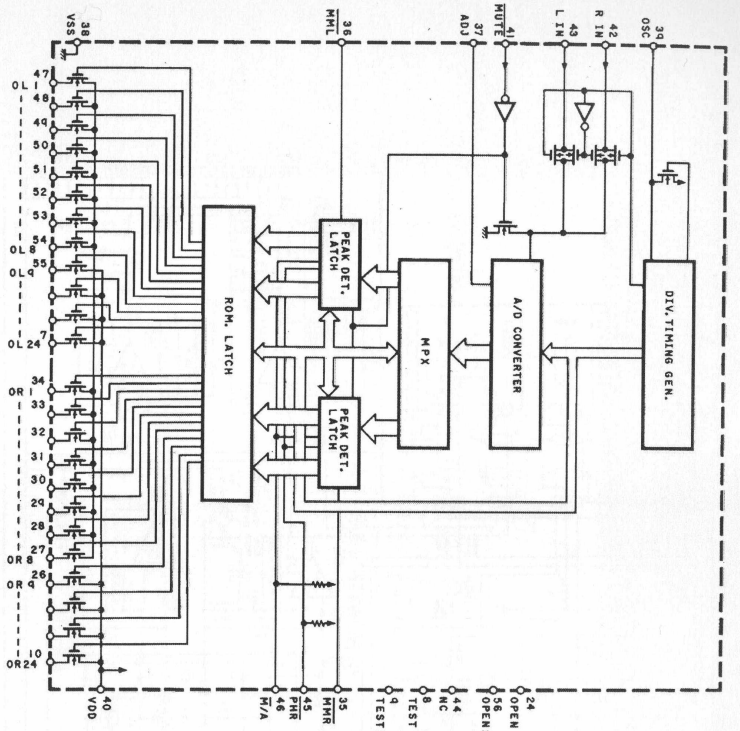 38
VSS
36
MML
37
ADJ
41
MUTE
43
L IN
42
R IN
39
OSC
47
OL 1
48
49
50
51
52
53
54
OL 8
55
OL 9
7
OL 24
34
OR 1
33
32
31
30
29
28
27
OR 8
26
OR 9
10
OR 24
ROM. LATCH
PEAK DET.
LATCH
PEAK DET.
LATCH
MPX
A/D CONVERTER
DIV.TIMING GEN.
40
VDD
46
M/A
45
PHR
35
MMR
9
TEST
8
TEST
44
NC
56
OPEN
24
OPEN